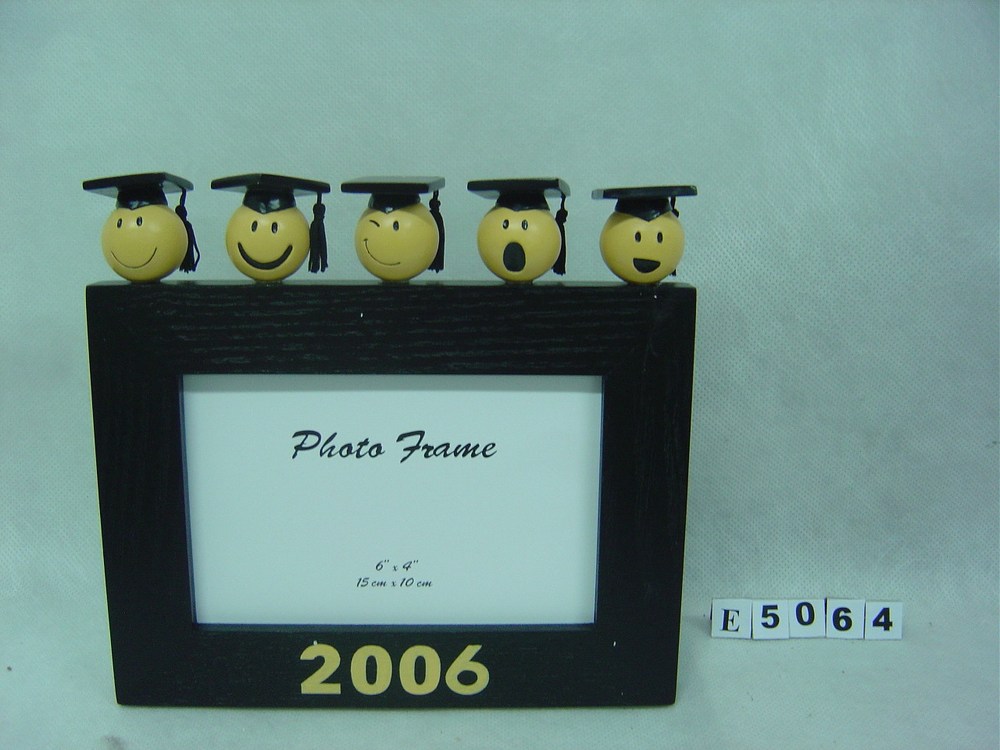 Photo Frame
6" x 4"
15 cm x 10 cm
E5064
2006